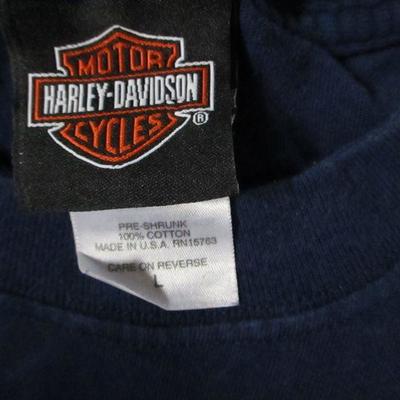 MOTOR
HARLEY-DAVIDSON
CYCLES ®
PRE-SHRUNK
100% COTTON
MADE IN U.S.A. RN15763
CARE ON REVERSE
L